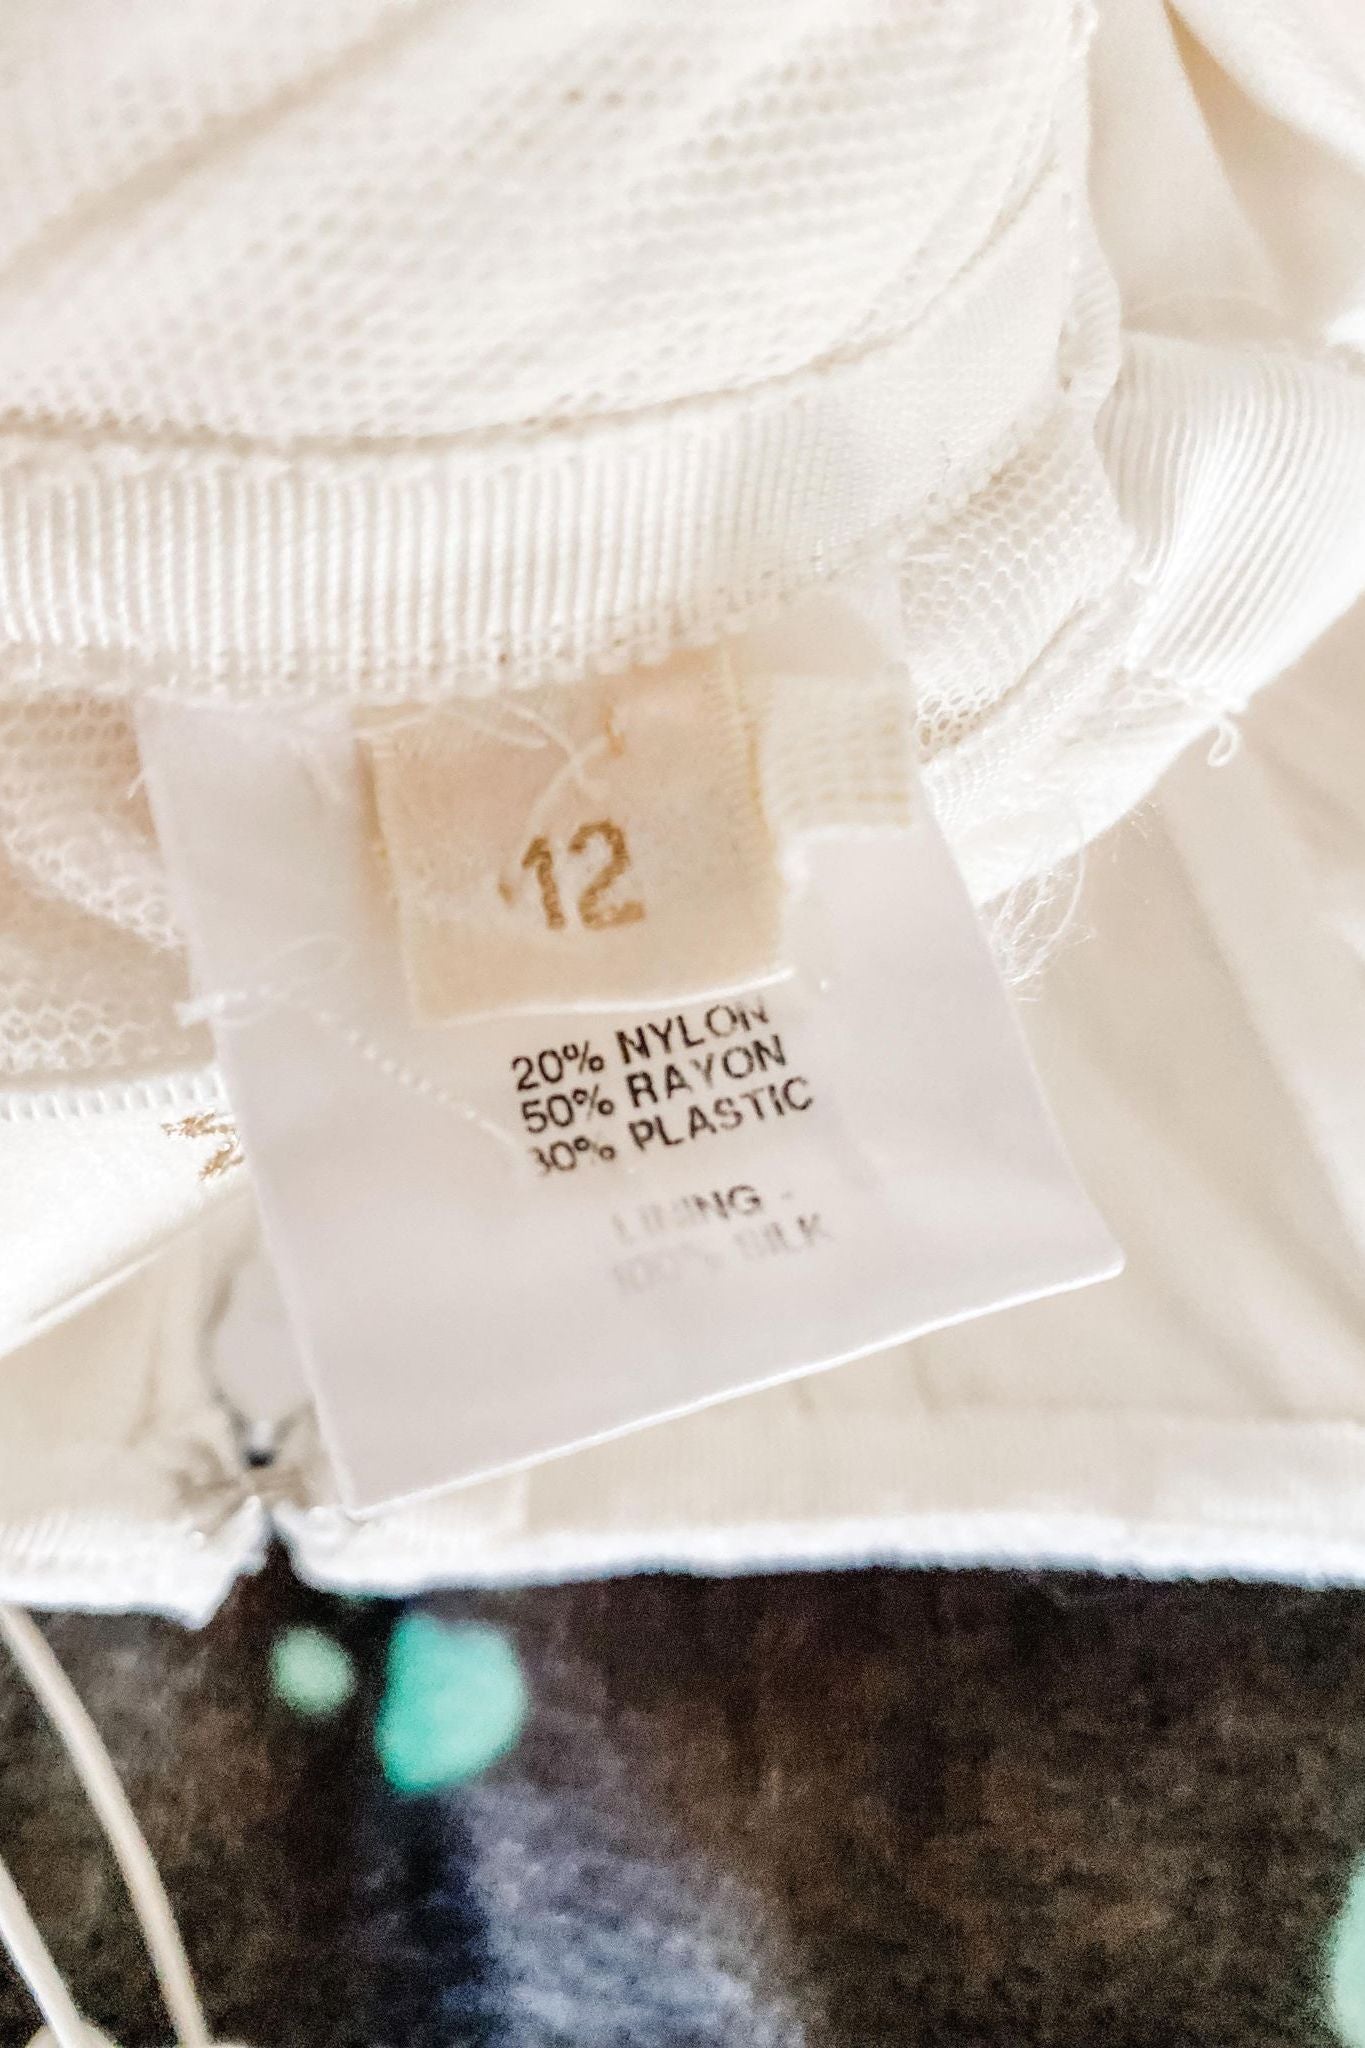 12
20% NYLON
50% RAYON
30% PLASTIC
LINING -
100% SILK